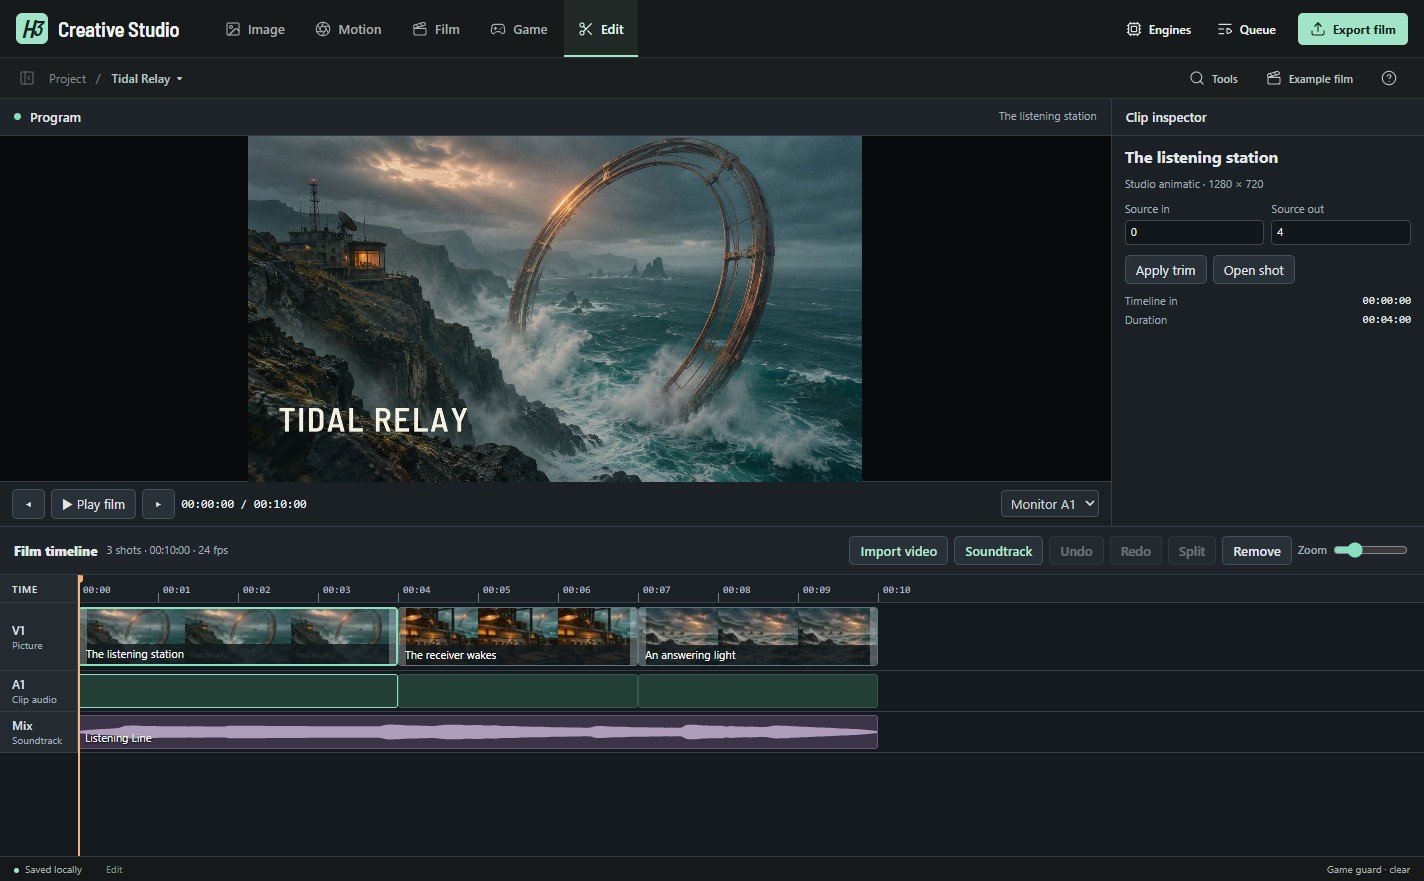 H3 Creative Studio
Image
Motion
Film
Game
Edit
Engines
Queue
Export film
Project / Tidal Relay
Tools
Example film
Program
The listening station
Clip inspector
TIDAL RELAY
The listening station
Studio animatic · 1280 × 720
Source in
Source out
0
4
Apply trim
Open shot
Timeline in
00:00:00
Duration
00:04:00
Play film
00:00:00 / 00:10:00
Monitor A1
Film timeline
3 shots · 00:10:00 · 24 fps
Import video
Soundtrack
Undo
Redo
Split
Remove
Zoom
TIME
00:00
00:01
00:02
00:03
00:04
00:05
00:06
00:07
00:08
00:09
00:10
V1
Picture
The listening station
The receiver wakes
An answering light
A1
Clip audio
Mix
Soundtrack
Listening Line
Saved locally
Edit
Game guard · clear